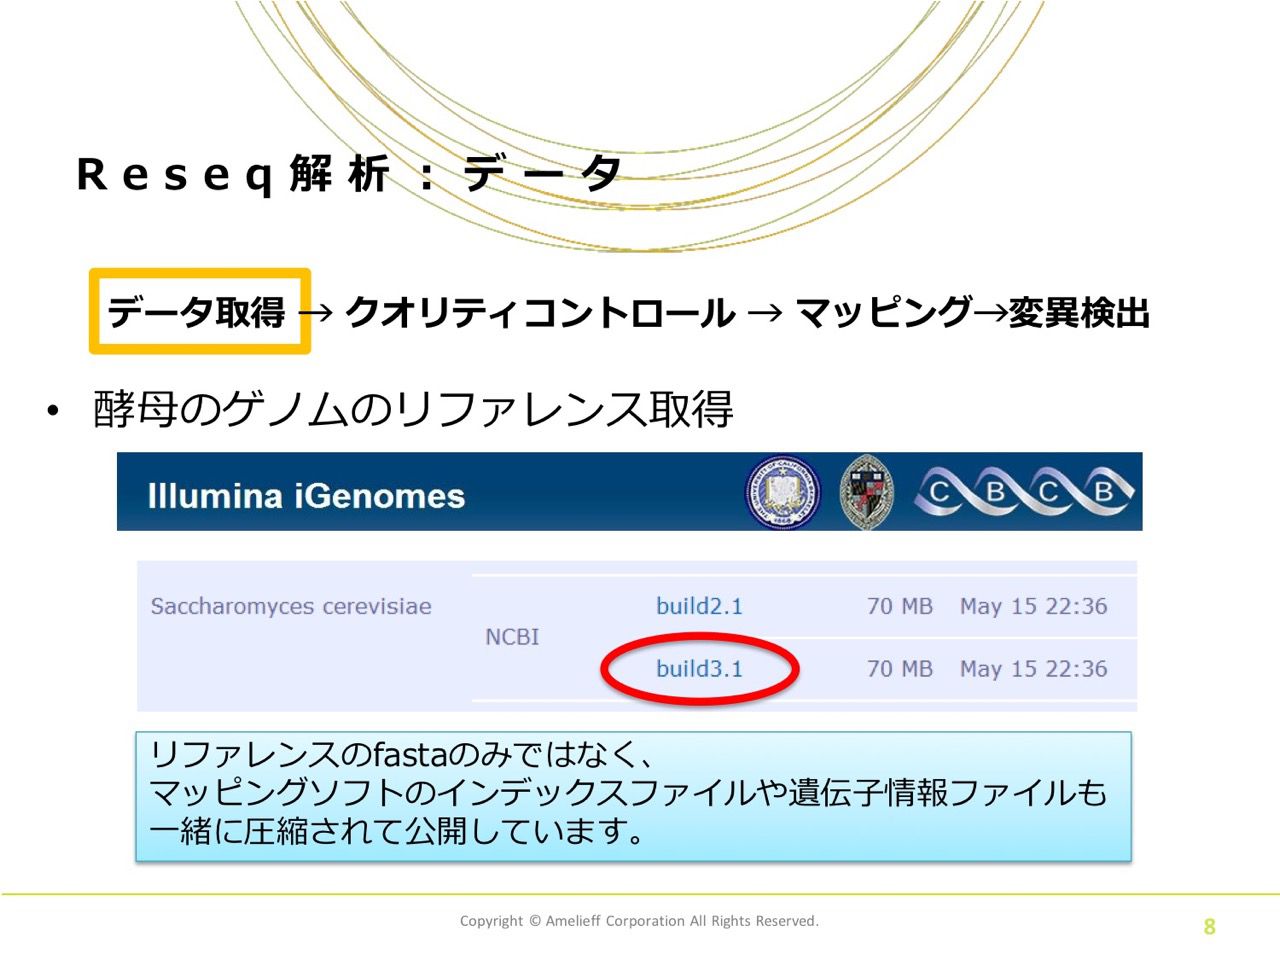 Reseq解析：データ
データ取得 → クオリティコントロール → マッピング→変異検出
• 酵母のゲノムのリファレンス取得
Illumina iGenomes
CBCB
Saccharomyces cerevisiae
NCBI
build2.1 70 MB May 15 22:36
build3.1 70 MB May 15 22:36
リファレンスのfastaのみではなく、
マッピングソフトのインデックスファイルや遺伝子情報ファイルも
一緒に圧縮されて公開しています。
Copyright © Amelieff Corporation All Rights Reserved.
8